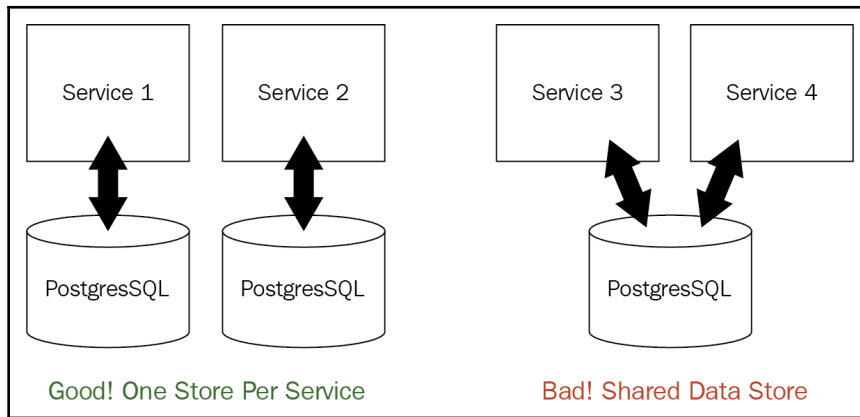 Service 1
Service 2
Service 3
Service 4
PostgresSQL
PostgresSQL
PostgresSQL
Good! One Store Per Service
Bad! Shared Data Store